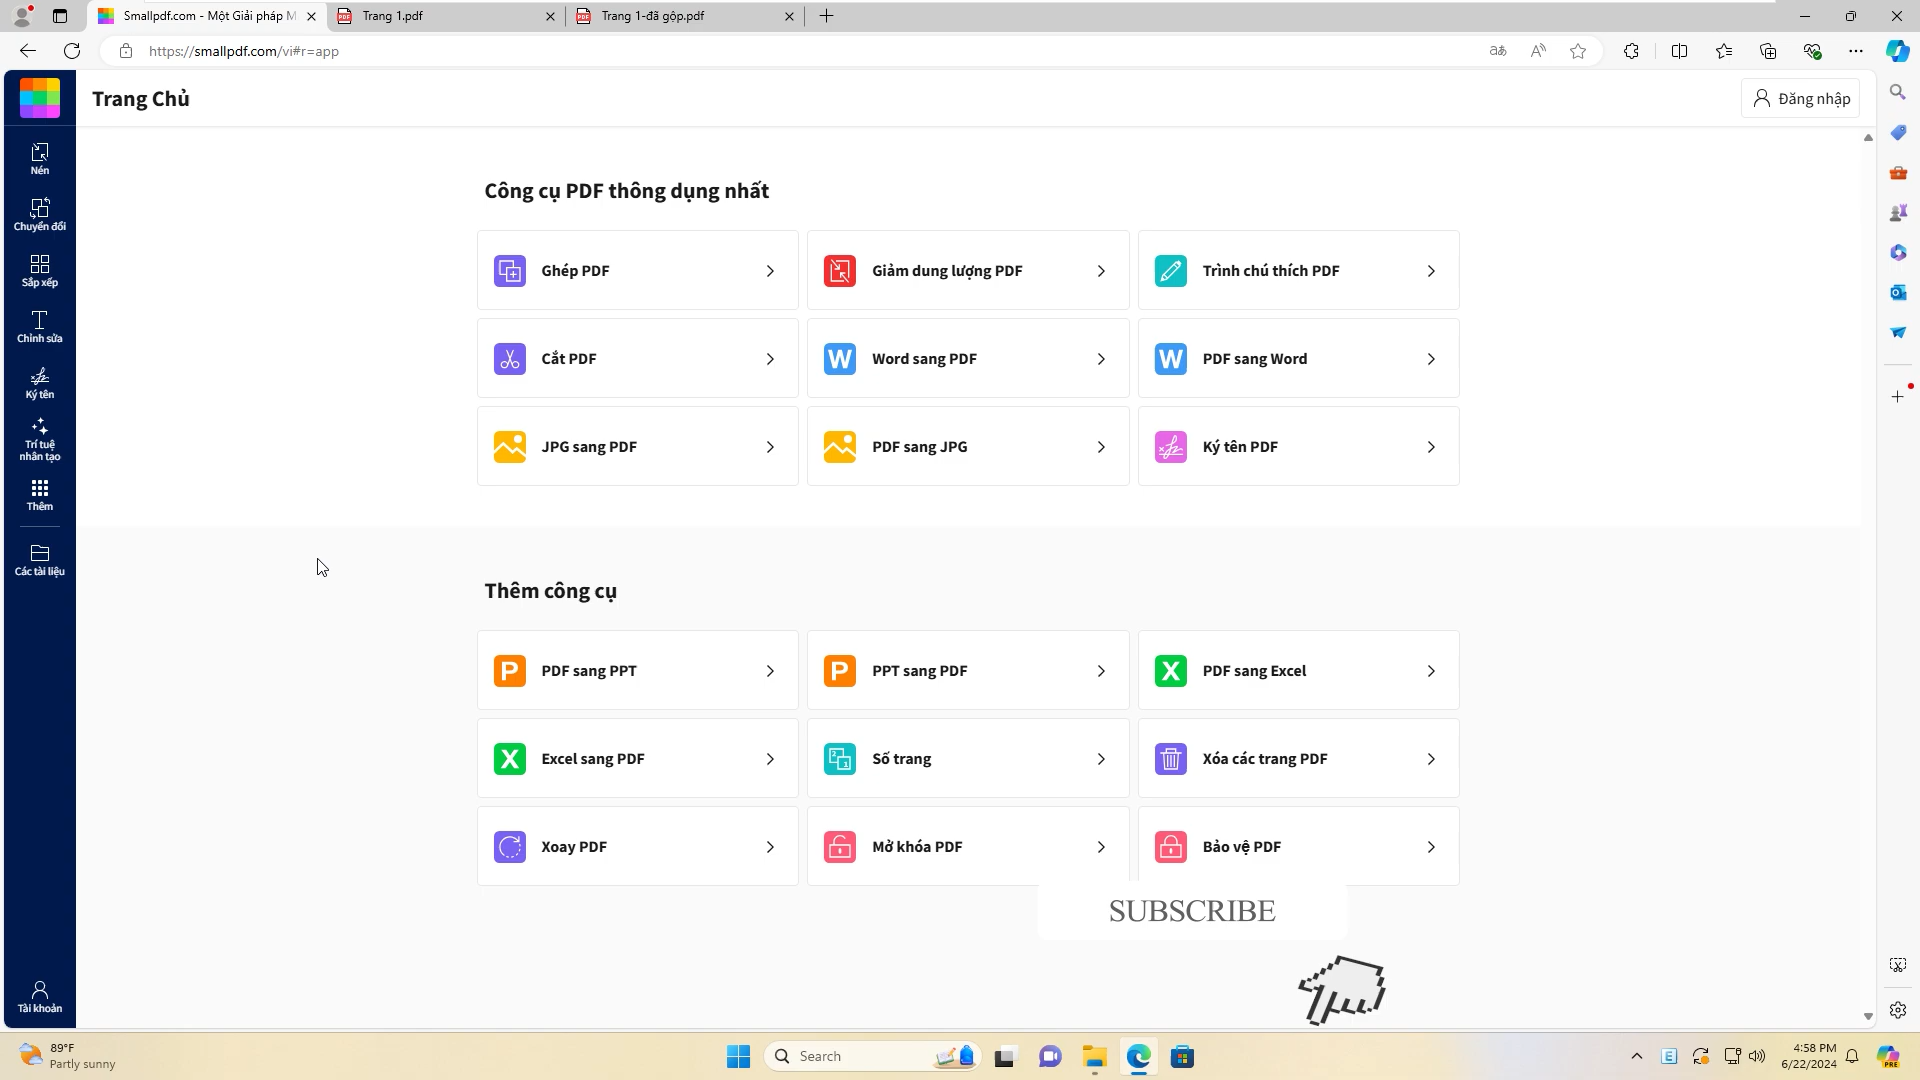 Smallpdf.com - Một Giải pháp M
Trang 1.pdf
Trang 1-đã gộp.pdf
https://smallpdf.com/vi#r=app
Trang Chủ
Đăng nhập
Nén
Chuyển đổi
Sắp xếp
Chỉnh sửa
Ký tên
Trí tuệ
nhân tạo
Thêm
Các tài liệu
Tài khoản
Công cụ PDF thông dụng nhất
Ghép PDF
Giảm dung lượng PDF
Trình chú thích PDF
Cắt PDF
Word sang PDF
PDF sang Word
JPG sang PDF
PDF sang JPG
Ký tên PDF
Thêm công cụ
PDF sang PPT
PPT sang PDF
PDF sang Excel
Excel sang PDF
Số trang
Xóa các trang PDF
Xoay PDF
Mở khóa PDF
Bảo vệ PDF
SUBSCRIBE
89°F
Partly sunny
Search
4:58 PM
6/22/2024